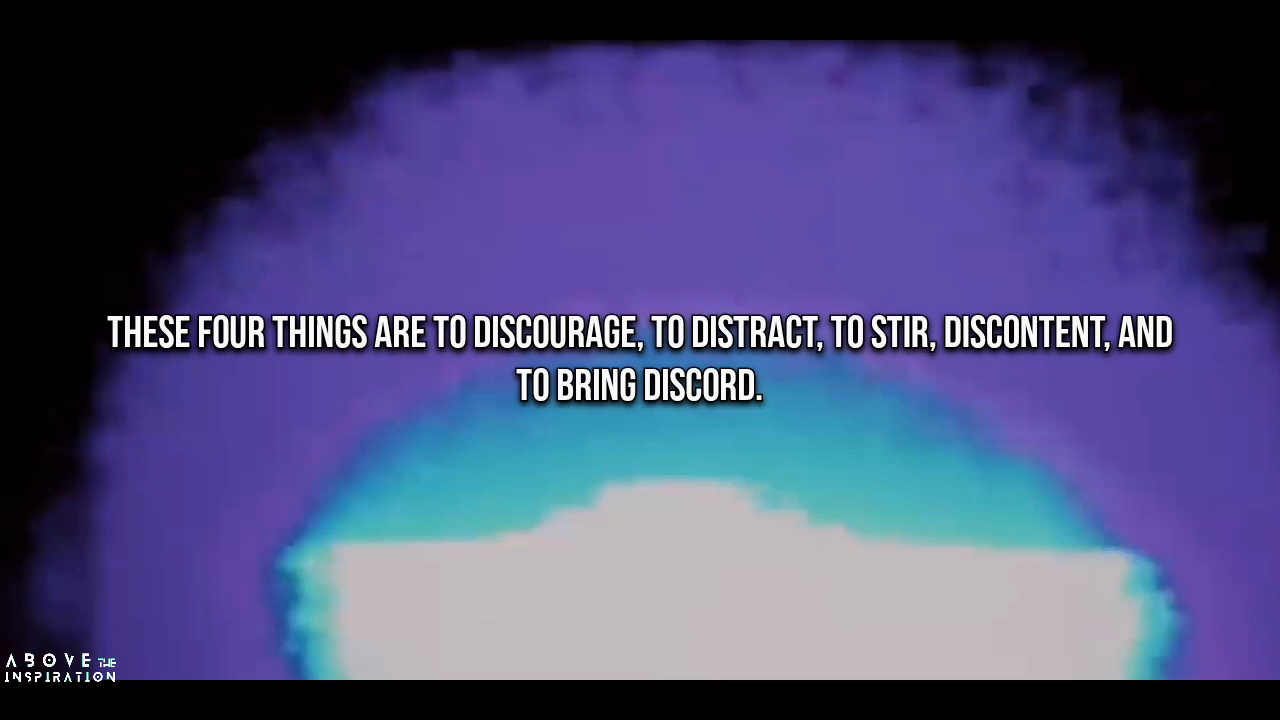 THESE FOUR THINGS ARE TO DISCOURAGE, TO DISTRACT, TO STIR, DISCONTENT, AND
TO BRING DISCORD.
ABOVE THE
INSPIRATION